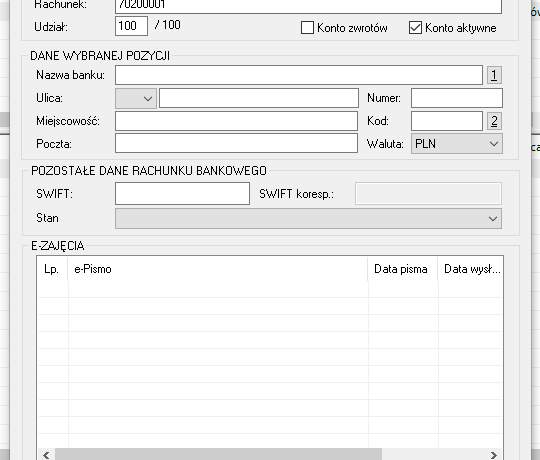 Rachunek: 70200001
Udział: 100 / 100 Konto zwrotów Konto aktywne
DANE WYBRANEJ POZYCJI
Nazwa banku: 1
Ulica: Numer:
Miejscowość: Kod: 2
Poczta: Waluta: PLN
POZOSTAŁE DANE RACHUNKU BANKOWEGO
SWIFT: SWIFT koresp.:
Stan
E-ZAJĘCIA
Lp. e-Pismo Data pisma Data wysł...